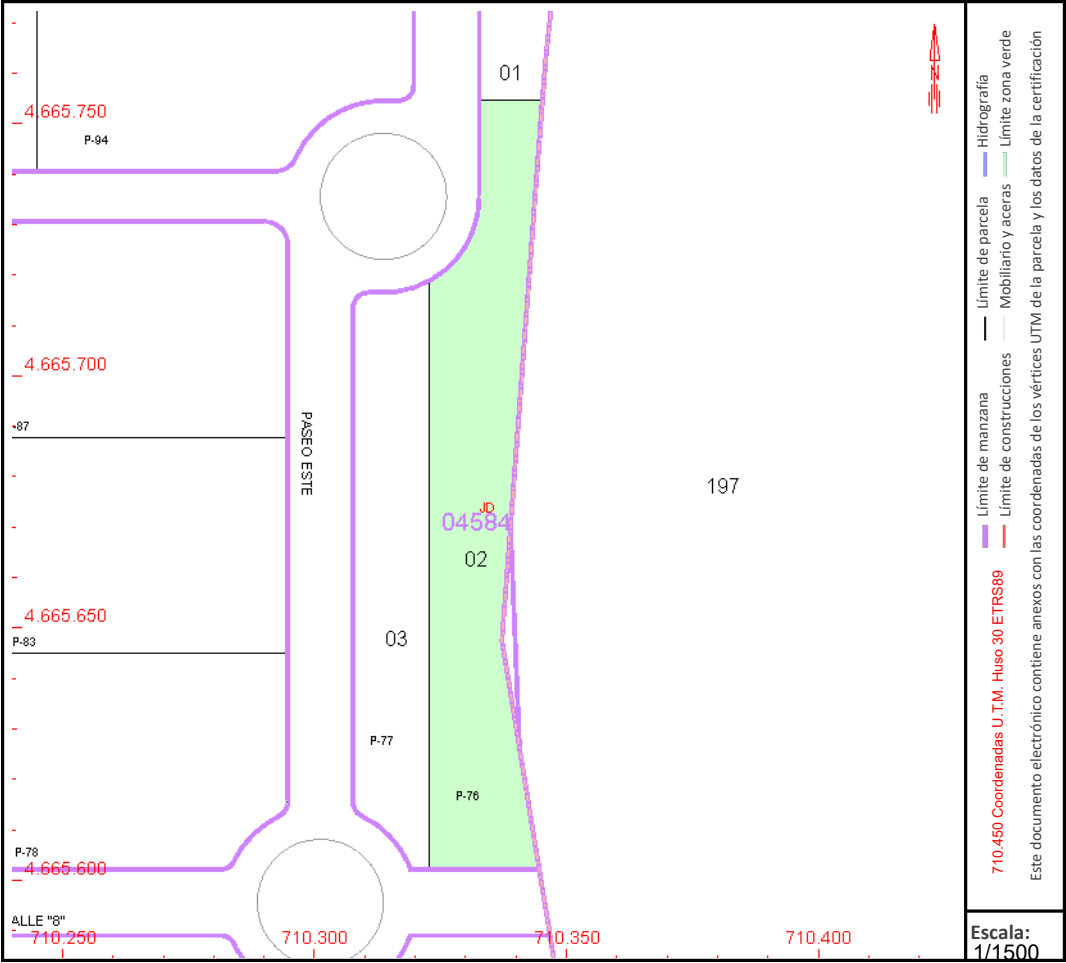 01
4.665.750
P-94
4.665.700
-87
PASEO ESTE
197
JD
04584
02
4.665.650
P-83
03
P-77
P-76
P-78
4.665.600
ALLE "8"
710.250
710.300
710.350
710.400
N
Hidrografía
Límite zona verde
Límite de parcela
Mobiliario y aceras
Límite de manzana
Límite de construcciones
710.450 Coordenadas U.T.M. Huso 30 ETRS89
Este documento electrónico contiene anexos con las coordenadas de los vértices UTM de la parcela y los datos de la certificación
Escala:
1/1500